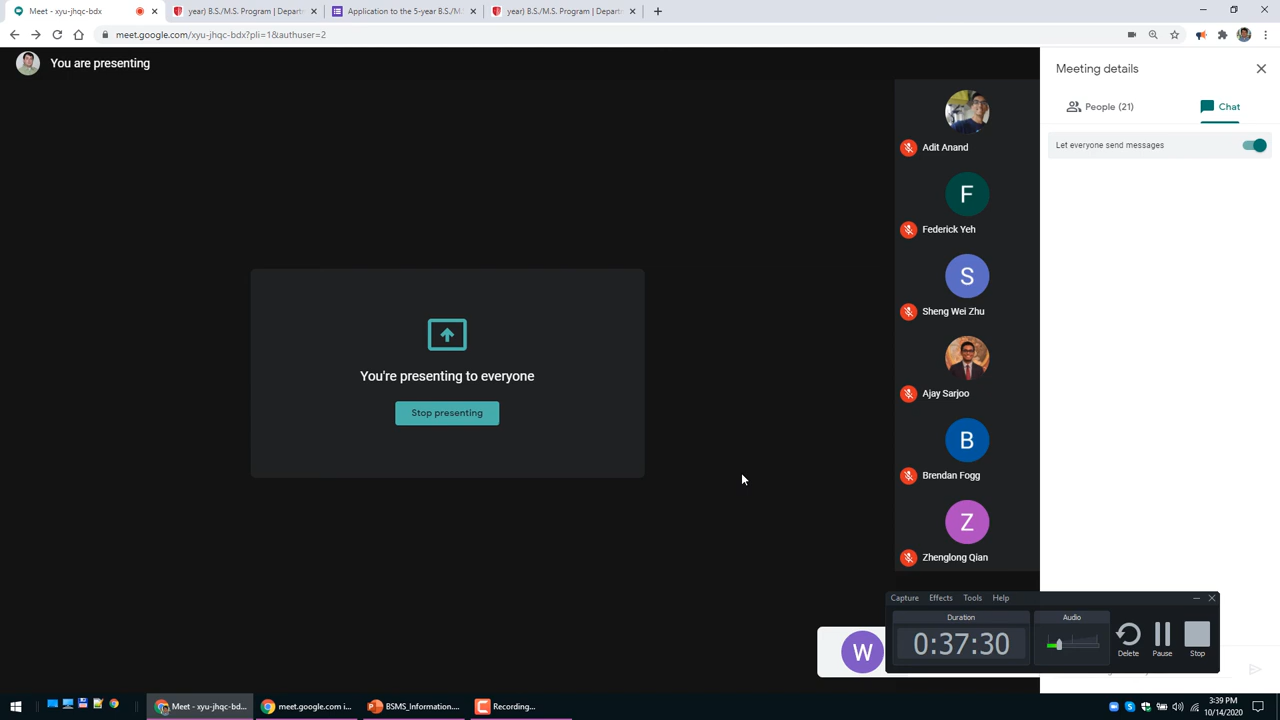 Meet - xyu-jhqc-bdx
year) B.S./M.S. Program | Depart
Application to the 5-year B.S./M.S
year) B.S./M.S. Program | Depart
meet.google.com/xyu-jhqc-bdx?pli=1&authuser=2
You are presenting
Meeting details
People (21)
Chat
Let everyone send messages
Adit Anand
F
Federick Yeh
S
Sheng Wei Zhu
Ajay Sarjoo
B
Brendan Fogg
Z
Zhenglong Qian
You're presenting to everyone
Stop presenting
W
Capture Effects Tools Help
Duration
0:37:30
Audio
Delete
Pause
Stop
Meet - xyu-jhqc-bd...
meet.google.com i...
BSMS_Information....
Recording...
3:39 PM
10/14/2020